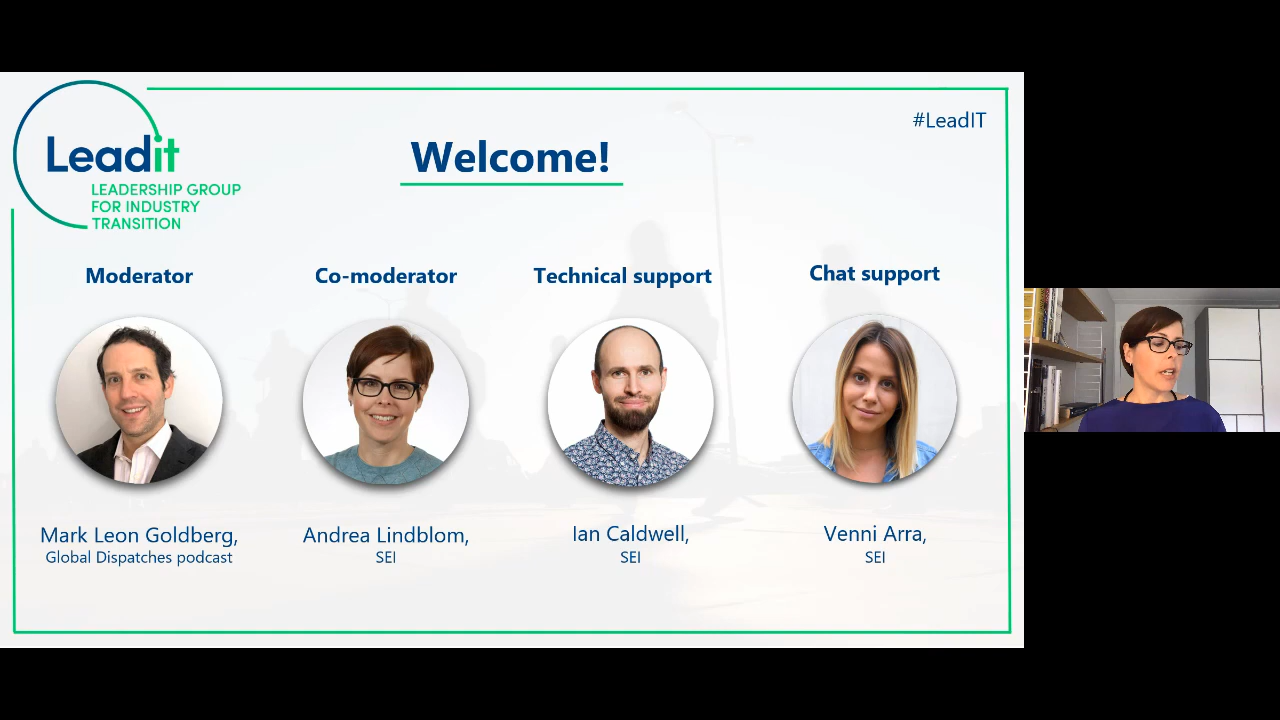 #LeadIT
Leadit
LEADERSHIP GROUP
FOR INDUSTRY
TRANSITION
Welcome!
Moderator
Co-moderator
Technical support
Chat support
Mark Leon Goldberg,
Global Dispatches podcast
Andrea Lindblom,
SEI
Ian Caldwell,
SEI
Venni Arra,
SEI